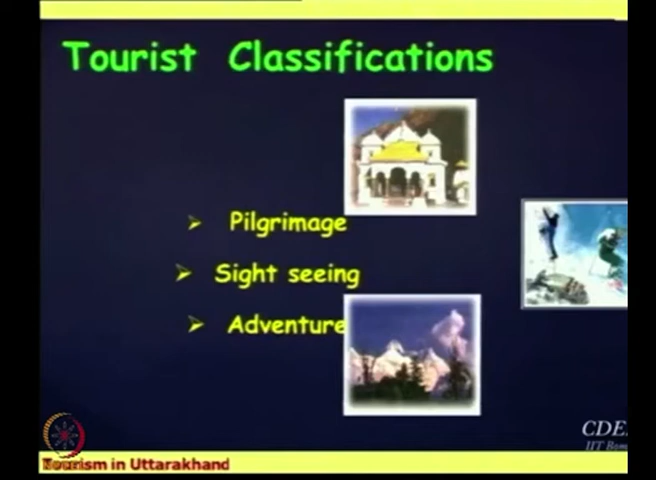 Tourist Classifications
➢ Pilgrimage
➢ Sight seeing
➢ Adventure
CDE
IIT Bom
Tourism in Uttarakhand